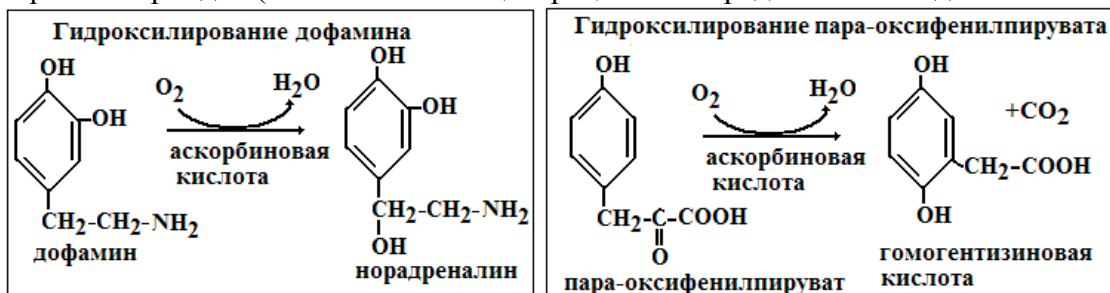 Гидроксилирование дофамина
OH
OH
O2
H2O
аскорбиновая
кислота
CH2-CH2-NH2
дофамин
OH
OH
CH2-CH2-NH2
OH
норадреналин
Гидроксилирование пара-оксифенилпирувата
OH
O2
H2O
аскорбиновая
кислота
CH2-C-COOH
O
пара-оксифенилпируват
OH
+CO2
CH2-COOH
OH
гомогентизиновая
кислота